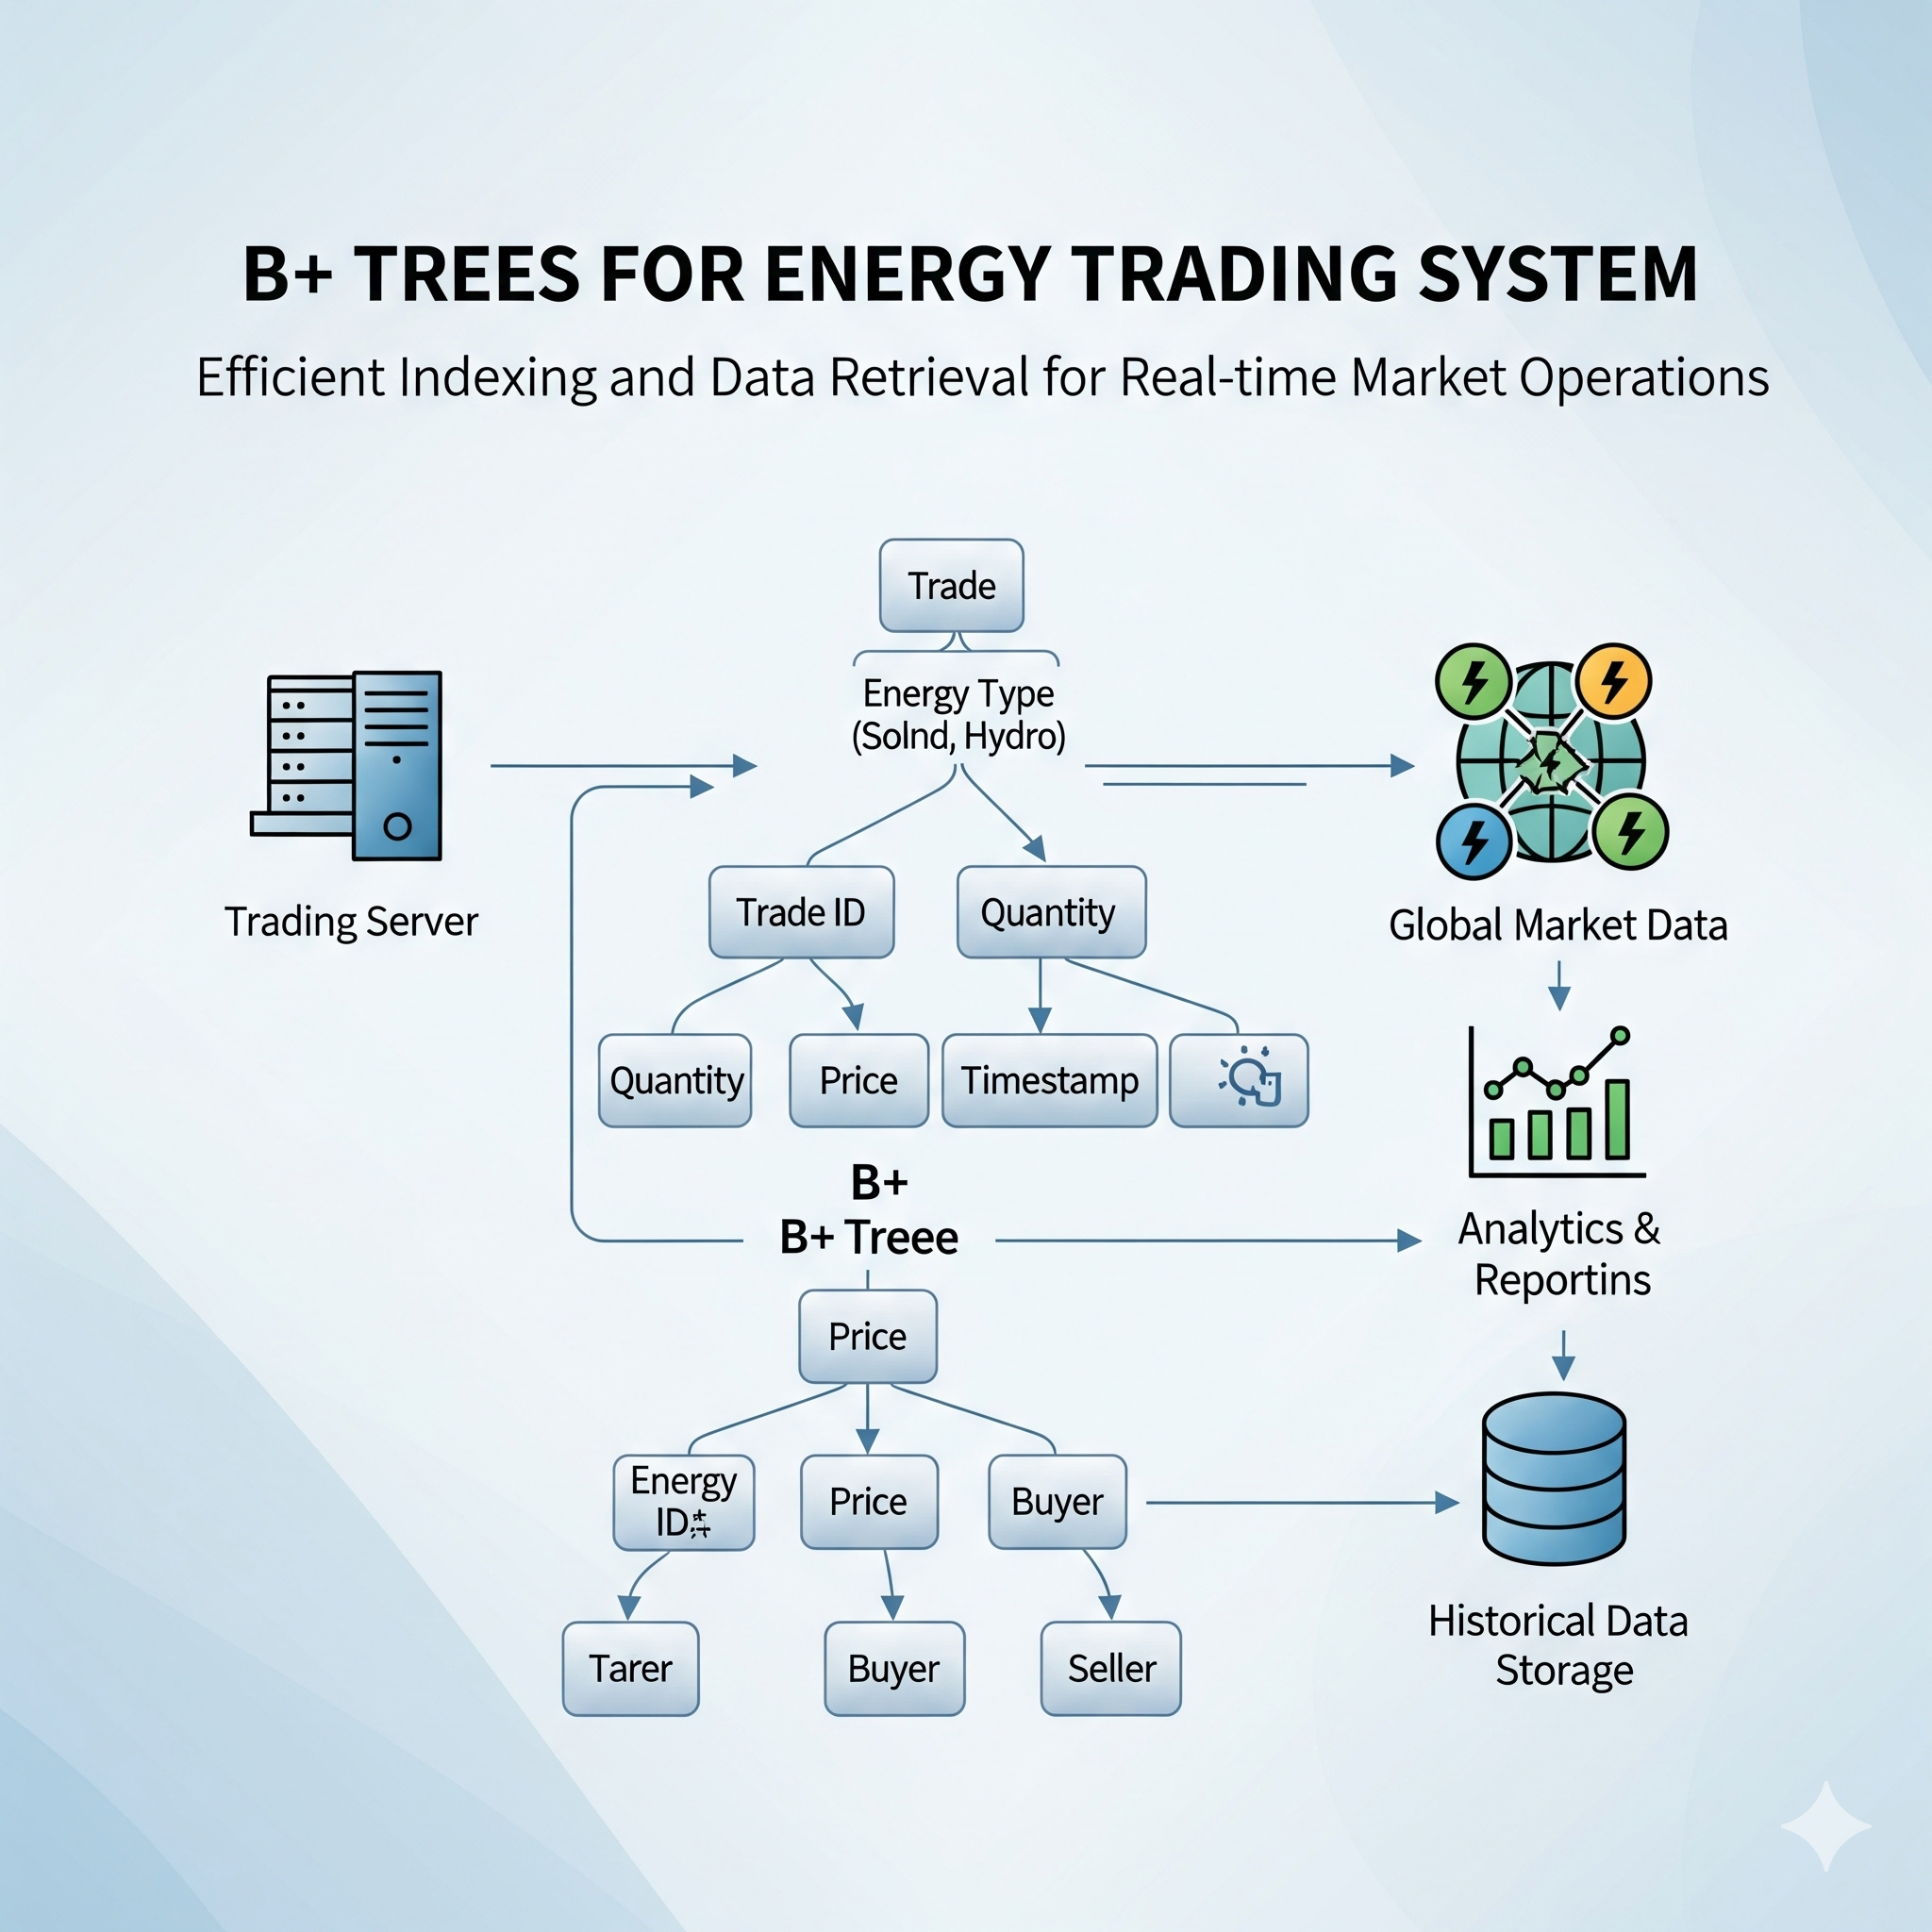 B+ TREES FOR ENERGY TRADING SYSTEM
Efficient Indexing and Data Retrieval for Real-time Market Operations
Trade
Energy Type
(Solnd, Hydro)
Trading Server
Trade ID
Quantity
Global Market Data
Quantity
Price
Timestamp
B+
B+ Treee
Analytics &
Reportins
Price
Energy
ID
Price
Buyer
Tarer
Buyer
Seller
Historical Data
Storage